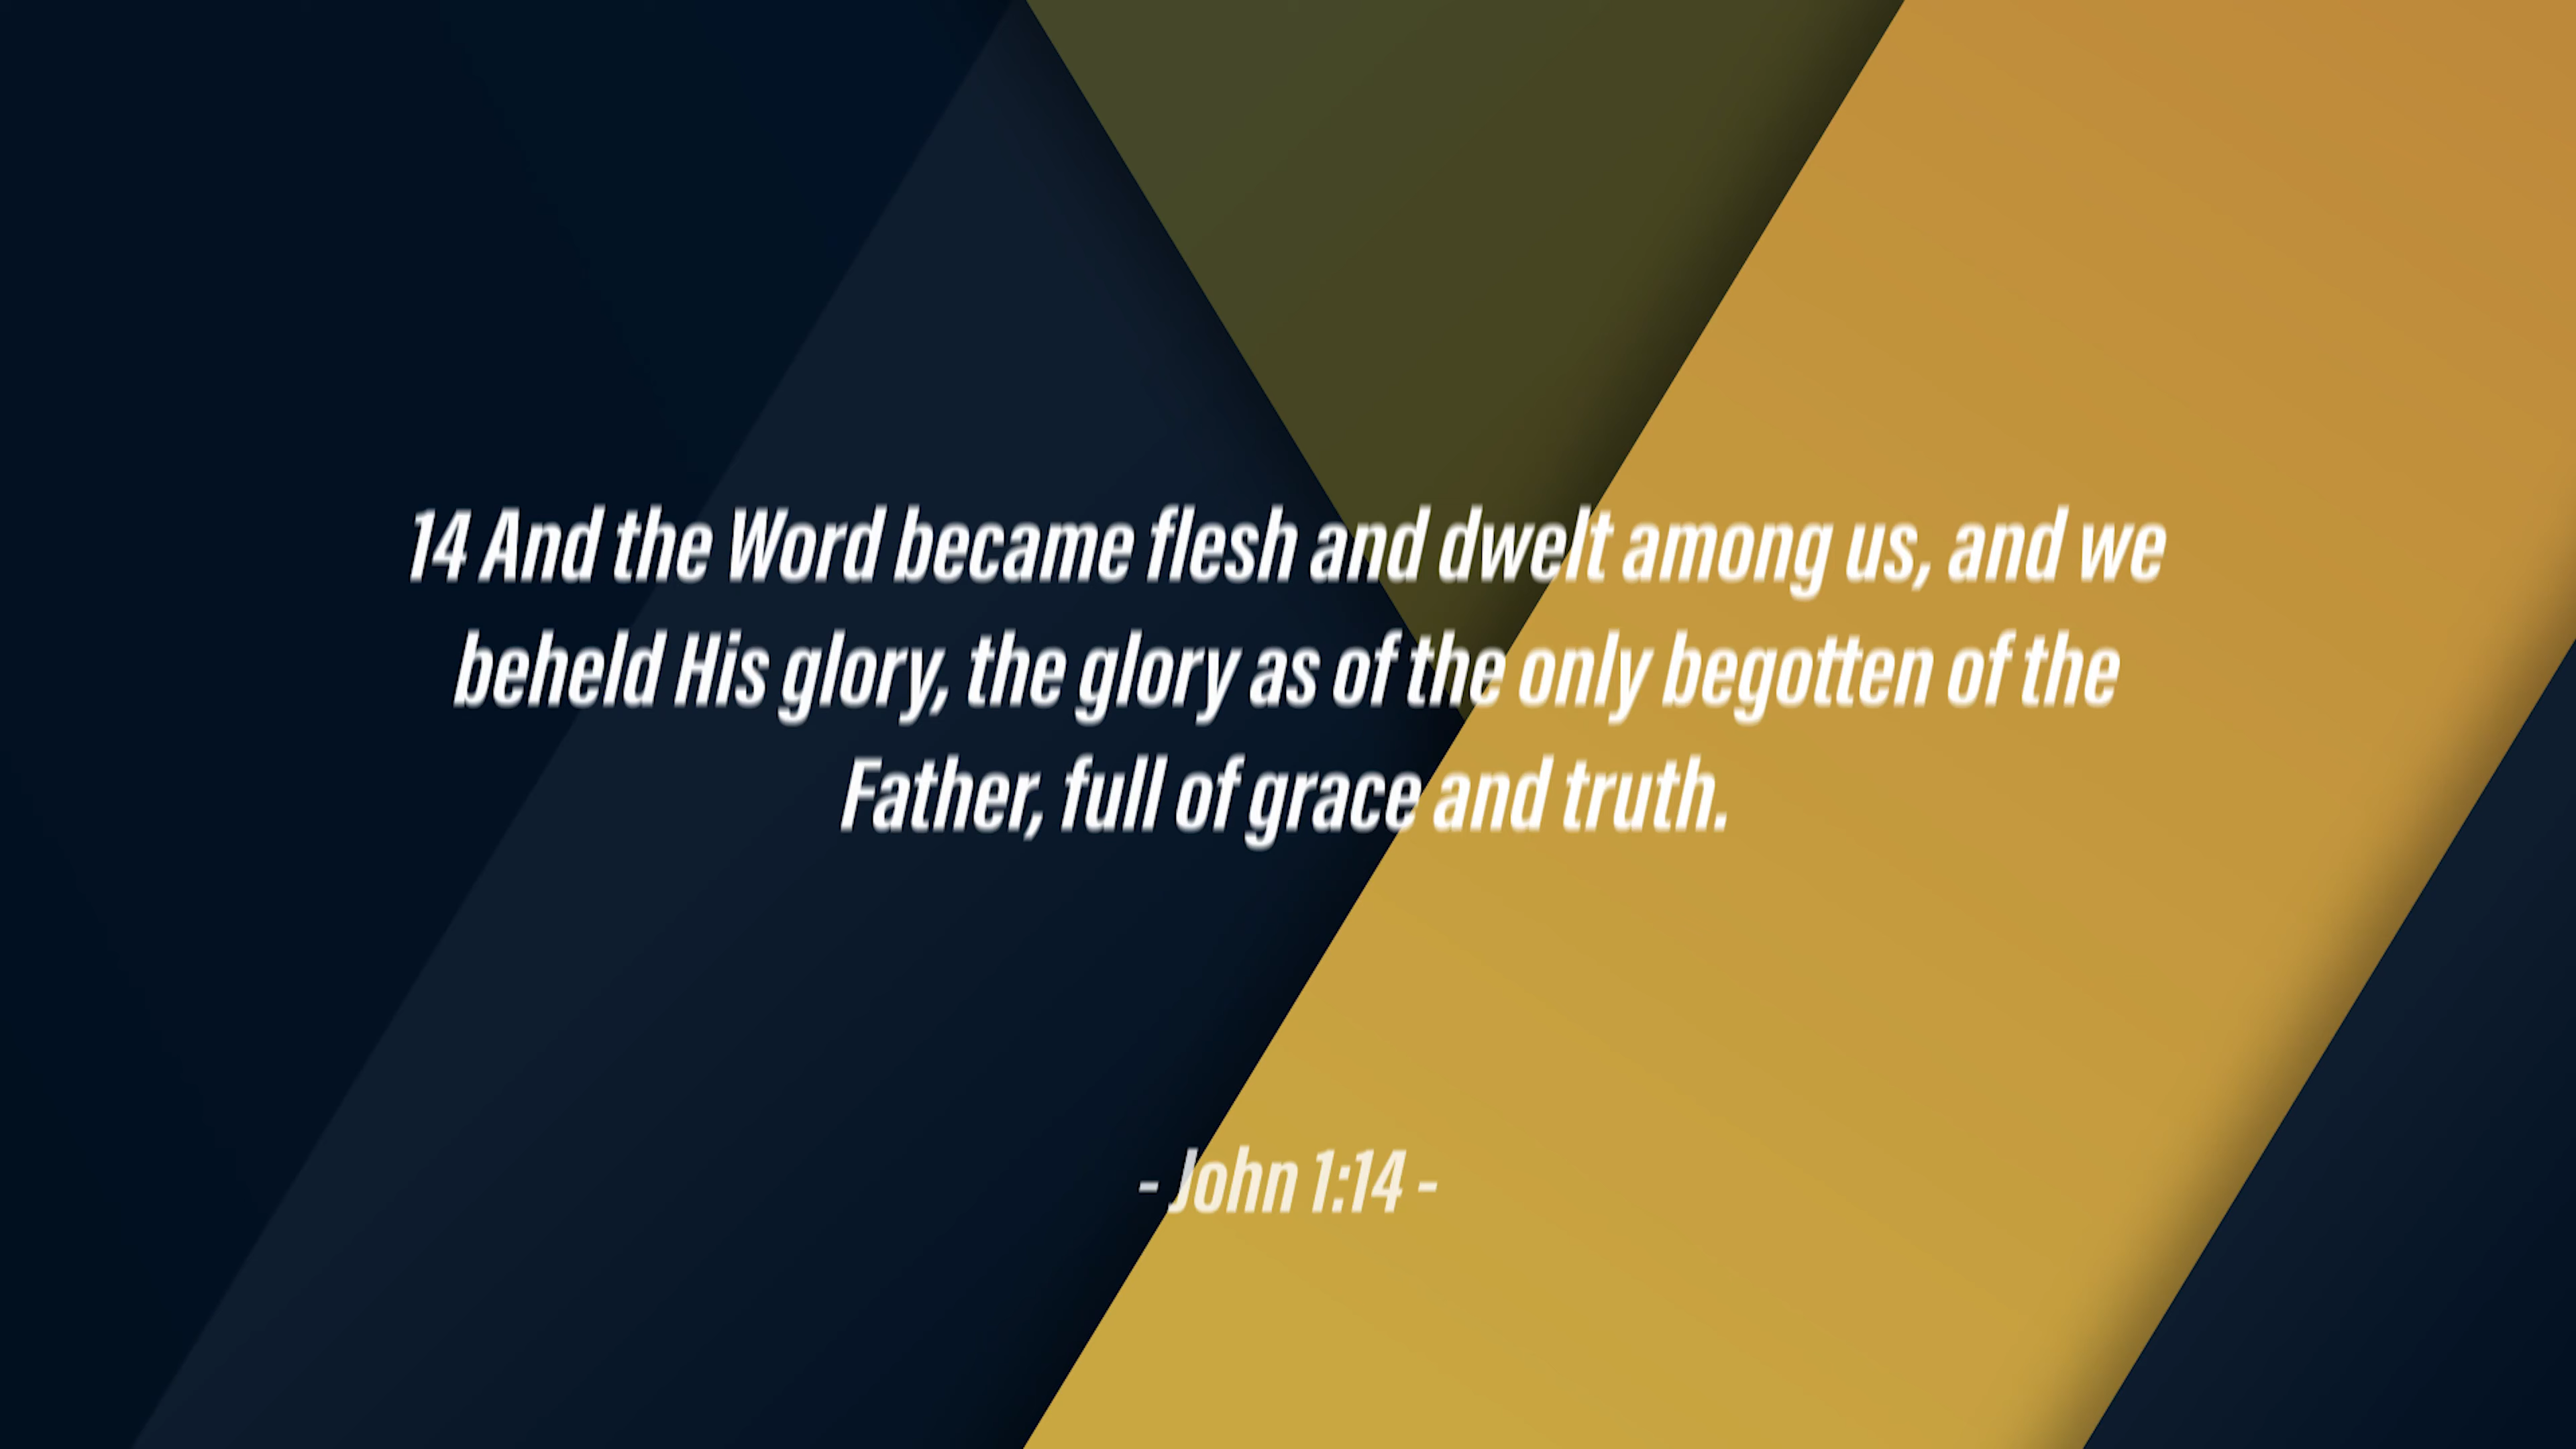 14 And the Word became flesh and dwelt among us, and we
beheld His glory, the glory as of the only begotten of the
Father, full of grace and truth.
- John 1:14 -